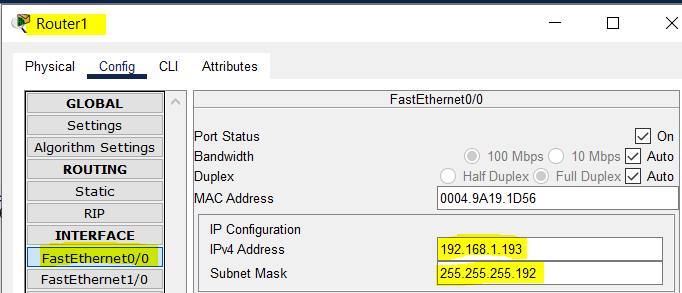 Router1
Physical Config CLI Attributes
GLOBAL
Settings
Algorithm Settings
ROUTING
Static
RIP
INTERFACE
FastEthernet0/0
FastEthernet1/0
FastEthernet0/0
Port Status On
Bandwidth 100 Mbps 10 Mbps Auto
Duplex Half Duplex Full Duplex Auto
MAC Address 0004.9A19.1D56
IP Configuration
IPv4 Address 192.168.1.193
Subnet Mask 255.255.255.192